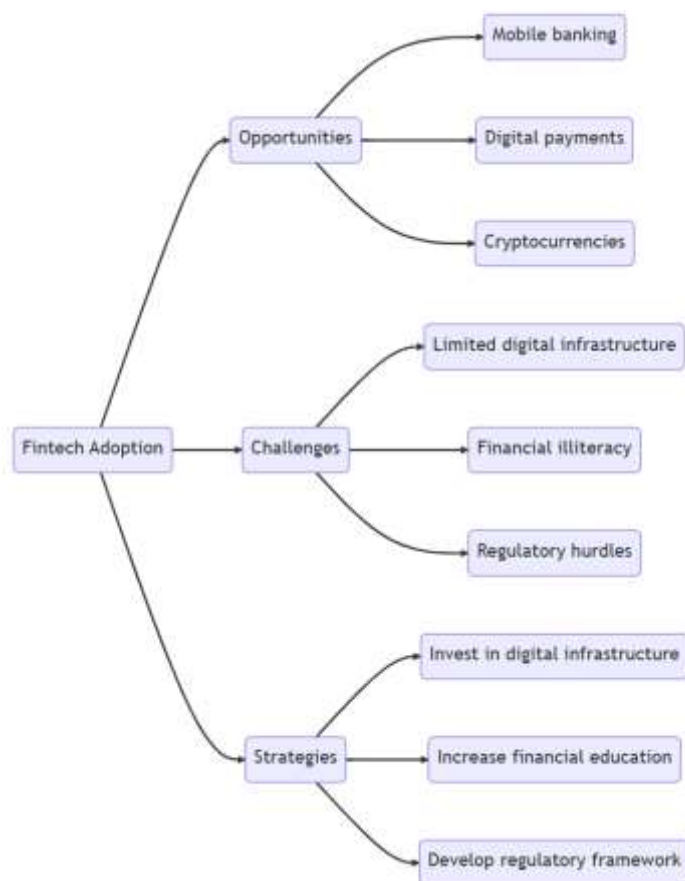 Mobile banking
Opportunities
Digital payments
Cryptocurrencies
Limited digital infrastructure
Fintech Adoption
Challenges
Financial illiteracy
Regulatory hurdles
Invest in digital infrastructure
Strategies
Increase financial education
Develop regulatory framework